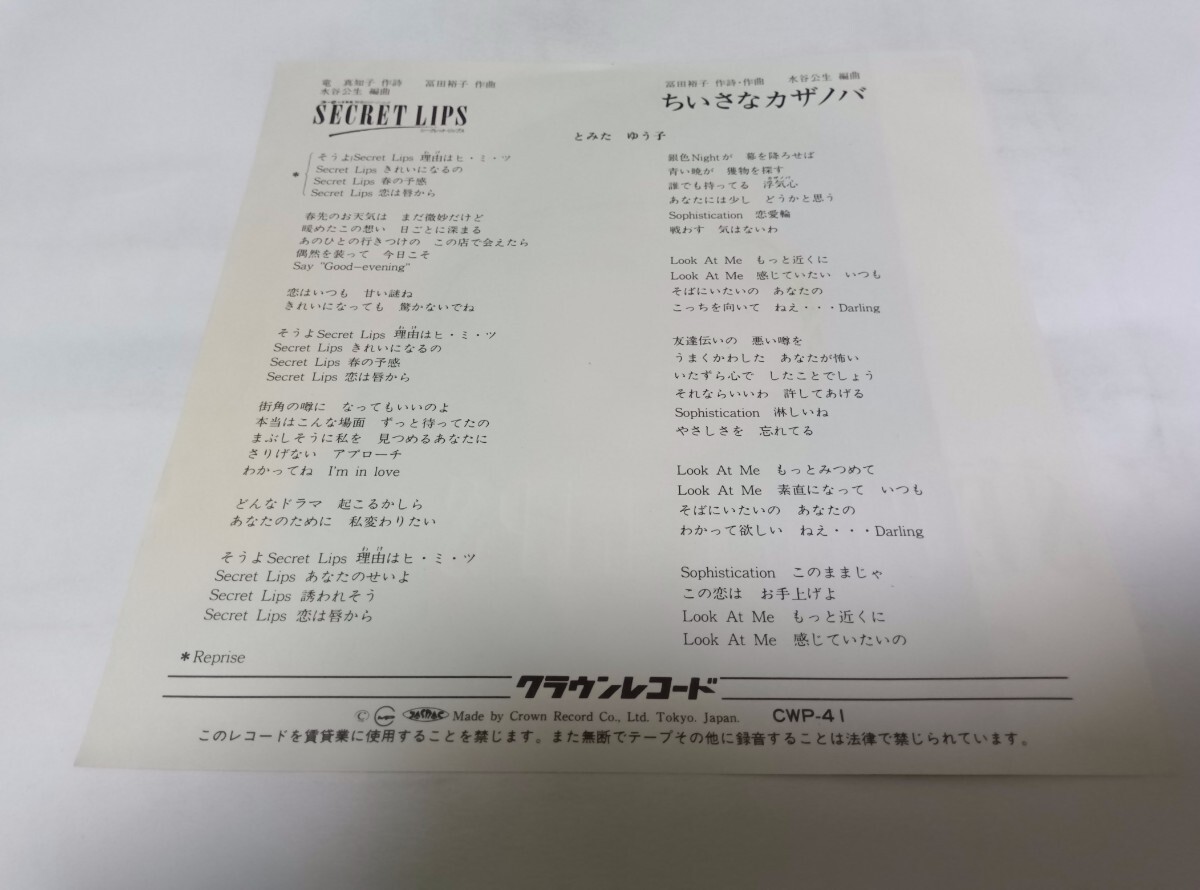 竜 真知子 作詩　冨田裕子 作曲
水谷公生 編曲
SECRET LIPS
シークレット・リップス
そうよ Secret Lips 理由はヒ・ミ・ツ
わけ
Secret Lips きれいになるの
＊
Secret Lips 春の予感
Secret Lips 恋は唇から
春先のお天気は　まだ微妙だけど
暖めたこの想い　日ごとに深まる
あのひとの行きつけの　この店で会えたら
偶然を装って　今日こそ
Say "Good-evening"
恋はいつも　甘い謎ね
きれいになっても　驚かないでね
そうよ Secret Lips 理由はヒ・ミ・ツ
わけ
Secret Lips きれいになるの
Secret Lips 春の予感
Secret Lips 恋は唇から
街角の噂に　なってもいいのよ
本当はこんな場面　ずっと待ってたの
まぶしそうに私を　見つめるあなたに
さりげない　アプローチ
わかってね　I'm in love
どんなドラマ　起こるかしら
あなたのために　私変わりたい
そうよ Secret Lips 理由はヒ・ミ・ツ
わけ
Secret Lips あなたのせいよ
Secret Lips 誘われそう
Secret Lips 恋は唇から
＊Reprise
冨田裕子 作詩・作曲　水谷公生 編曲
ちいさなカザノバ
とみた ゆう子
銀色Nightが　幕を降ろせば
青い暁が　獲物を探す
誰でも持ってる　浮気心
あなたには少し　どうかと思う
Sophistication　恋愛輪
戦わす　気はないわ
Look At Me　もっと近くに
Look At Me　感じていたい　いつも
そばにいたいの　あなたの
こっちを向いて　ねえ・・・Darling
友達伝いの　悪い噂を
うまくかわした　あなたが怖い
いたずら心で　したことでしょう
それならいいわ　許してあげる
Sophistication　淋しいね
やさしさを　忘れてる
Look At Me　もっとみつめて
Look At Me　素直になって　いつも
そばにいたいの　あなたの
わかって欲しい　ねえ・・・Darling
Sophistication　このままじゃ
この恋は　お手上げよ
Look At Me　もっと近くに
Look At Me　感じていたいの
クラウンレコード
© Made by Crown Record Co., Ltd. Tokyo. Japan.　CWP-41
このレコードを賃貸業に使用することを禁じます。また無断でテープその他に録音することは法律で禁じられています。